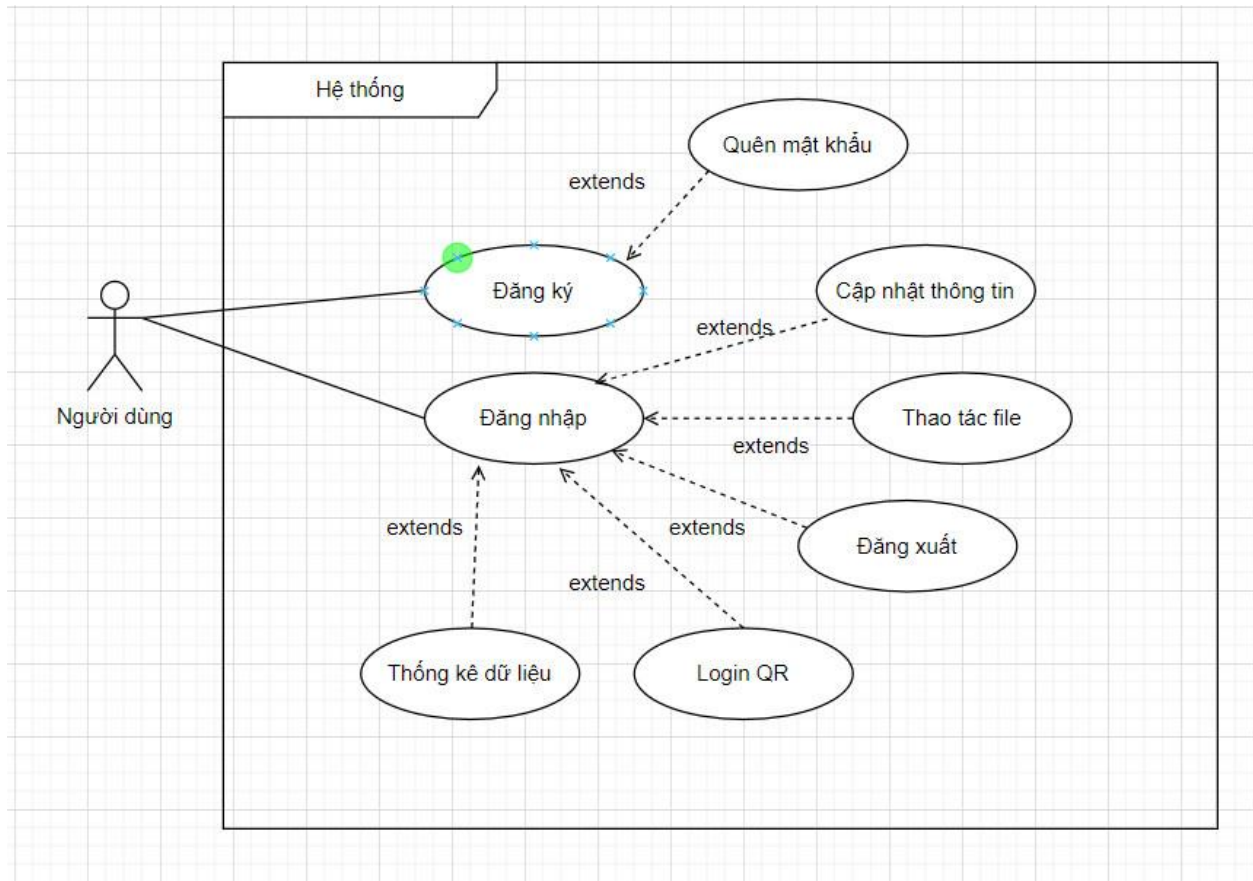 Hệ thống
Quên mật khẩu
extends
Đăng ký
Cập nhật thông tin
extends
Người dùng
Đăng nhập
Thao tác file
extends
extends
extends
Đăng xuất
extends
Thống kê dữ liệu
Login QR